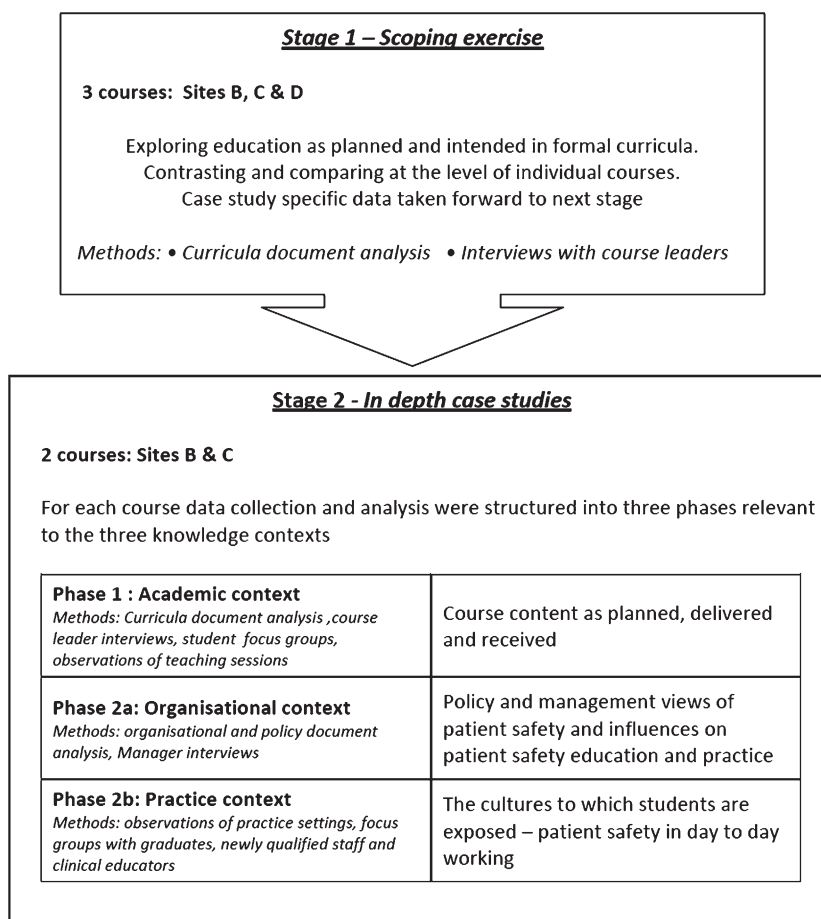 Stage 1 – Scoping exercise
3 courses: Sites B, C & D
Exploring education as planned and intended in formal curricula.
Contrasting and comparing at the level of individual courses.
Case study specific data taken forward to next stage
Methods: • Curricula document analysis • Interviews with course leaders
Stage 2 - In depth case studies
2 courses: Sites B & C
For each course data collection and analysis were structured into three phases relevant
to the three knowledge contexts
Phase 1 : Academic context
Methods: Curricula document analysis ,course
leader interviews, student focus groups,
observations of teaching sessions
Course content as planned, delivered
and received
Phase 2a: Organisational context
Methods: organisational and policy document
analysis, Manager interviews
Policy and management views of
patient safety and influences on
patient safety education and practice
Phase 2b: Practice context
Methods: observations of practice settings, focus
groups with graduates, newly qualified staff and
clinical educators
The cultures to which students are
exposed – patient safety in day to day
working